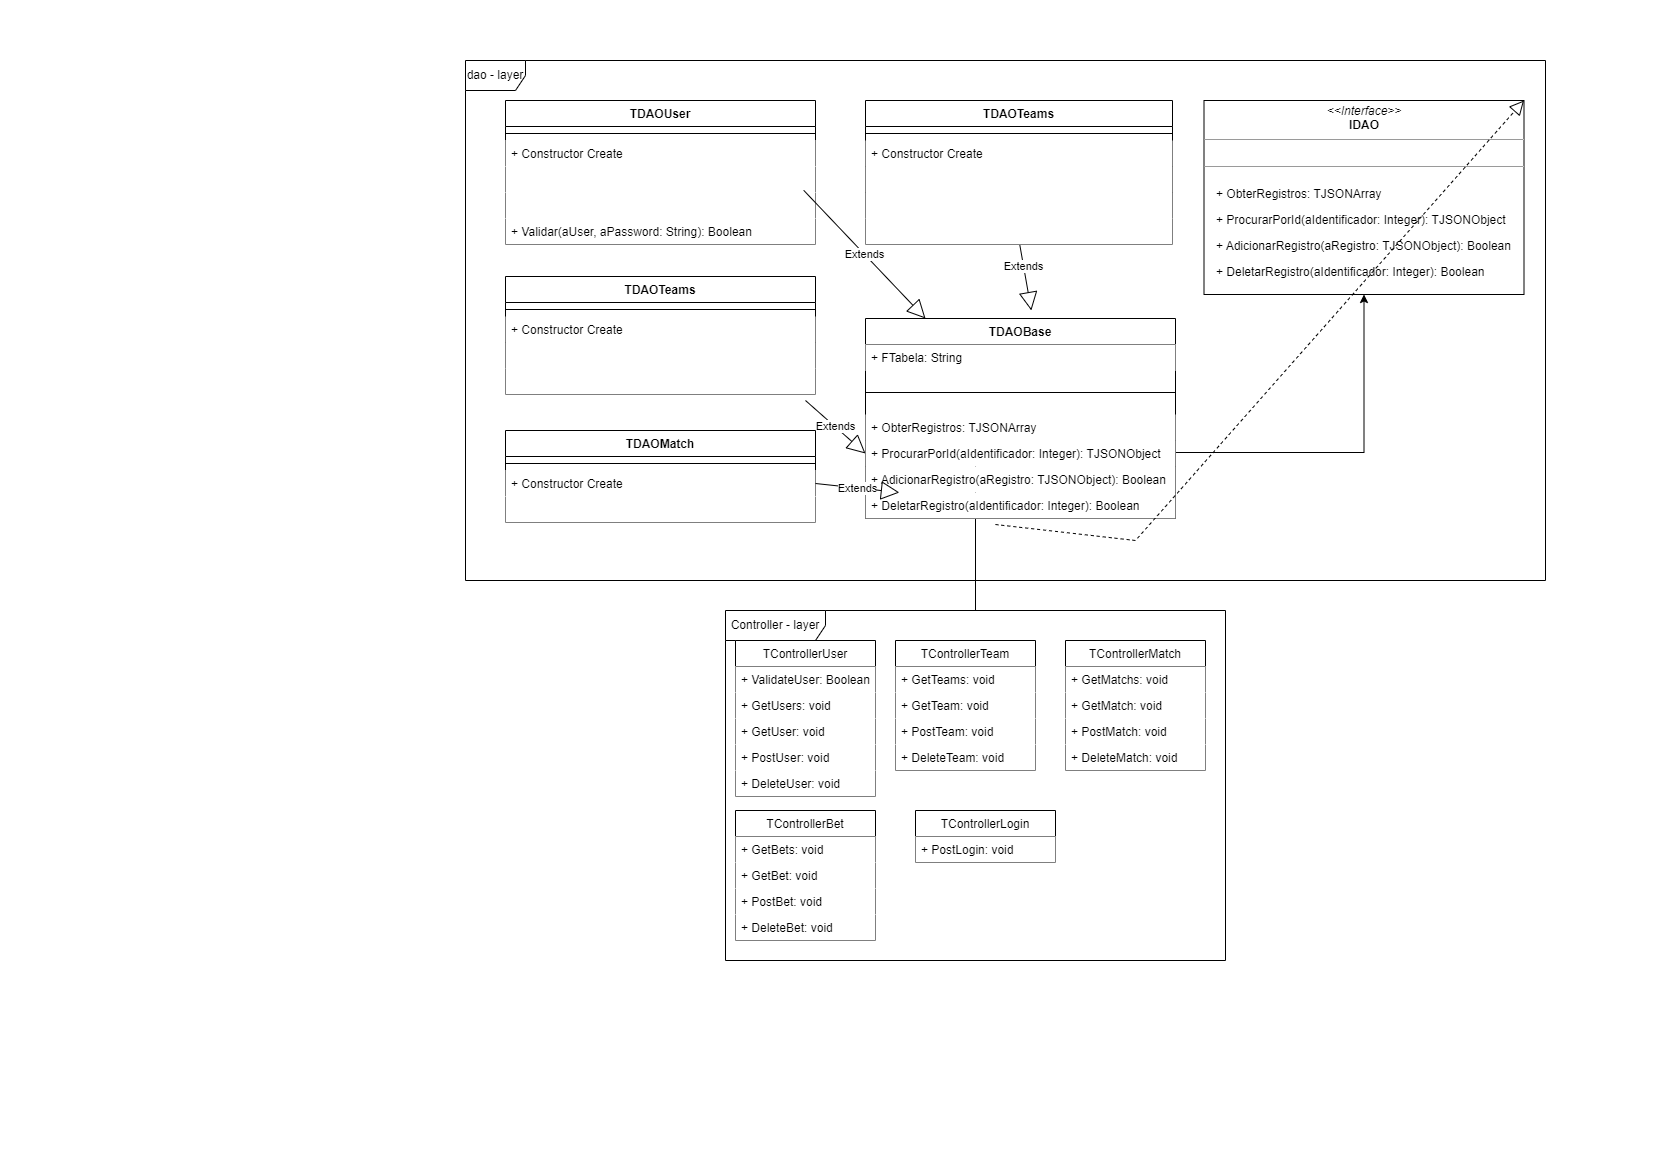 dao - layer
TDAOUser
+ Constructor Create
+ Validar(aUser, aPassword: String): Boolean
TDAOTeams
+ Constructor Create
<<Interface>>
IDAO
+ ObterRegistros: TJSONArray
+ ProcurarPorId(aIdentificador: Integer): TJSONObject
+ AdicionarRegistro(aRegistro: TJSONObject): Boolean
+ DeletarRegistro(aIdentificador: Integer): Boolean
Extends
Extends
TDAOTeams
+ Constructor Create
TDAOBase
+ FTabela: String
+ ObterRegistros: TJSONArray
+ ProcurarPorId(aIdentificador: Integer): TJSONObject
+ AdicionarRegistro(aRegistro: TJSONObject): Boolean
+ DeletarRegistro(aIdentificador: Integer): Boolean
Extends
TDAOMatch
+ Constructor Create
Extends
Controller - layer
TControllerUser
+ ValidateUser: Boolean
+ GetUsers: void
+ GetUser: void
+ PostUser: void
+ DeleteUser: void
TControllerTeam
+ GetTeams: void
+ GetTeam: void
+ PostTeam: void
+ DeleteTeam: void
TControllerMatch
+ GetMatchs: void
+ GetMatch: void
+ PostMatch: void
+ DeleteMatch: void
TControllerBet
+ GetBets: void
+ GetBet: void
+ PostBet: void
+ DeleteBet: void
TControllerLogin
+ PostLogin: void